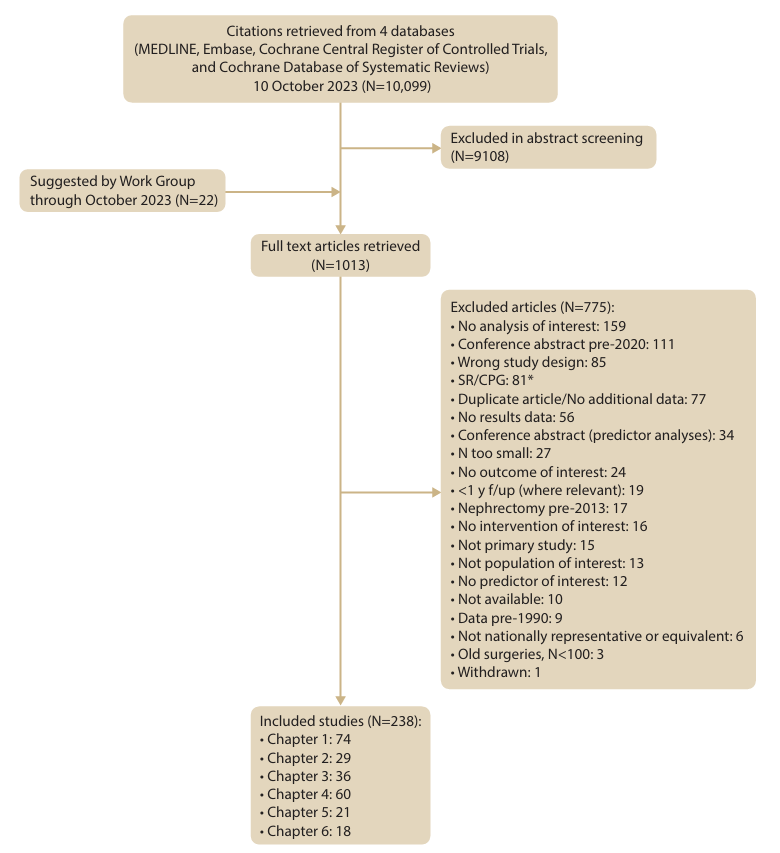 Citations retrieved from 4 databases
(MEDLINE, Embase, Cochrane Central Register of Controlled Trials,
and Cochrane Database of Systematic Reviews)
10 October 2023 (N=10,099)
Excluded in abstract screening
(N=9108)
Suggested by Work Group
through October 2023 (N=22)
Full text articles retrieved
(N=1013)
Excluded articles (N=775):
• No analysis of interest: 159
• Conference abstract pre-2020: 111
• Wrong study design: 85
• SR/CPG: 81*
• Duplicate article/No additional data: 77
• No results data: 56
• Conference abstract (predictor analyses): 34
• N too small: 27
• No outcome of interest: 24
• <1 y f/up (where relevant): 19
• Nephrectomy pre-2013: 17
• No intervention of interest: 16
• Not primary study: 15
• Not population of interest: 13
• No predictor of interest: 12
• Not available: 10
• Data pre-1990: 9
• Not nationally representative or equivalent: 6
• Old surgeries, N<100: 3
• Withdrawn: 1
Included studies (N=238):
• Chapter 1: 74
• Chapter 2: 29
• Chapter 3: 36
• Chapter 4: 60
• Chapter 5: 21
• Chapter 6: 18